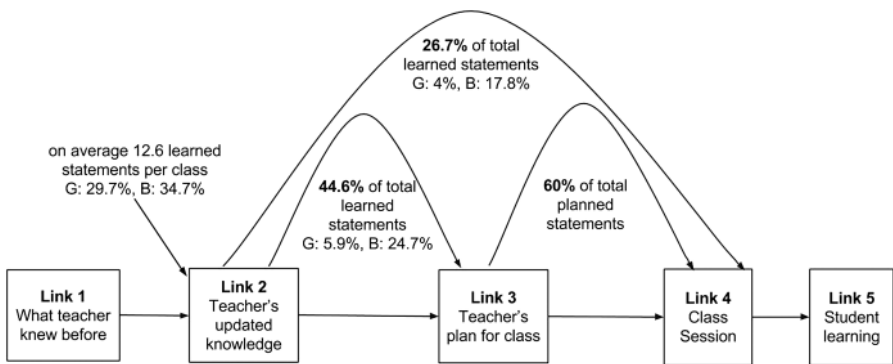 26.7% of total
learned statements
G: 4%, B: 17.8%
on average 12.6 learned
statements per class
G: 29.7%, B: 34.7%
44.6% of total
learned
statements
G: 5.9%, B: 24.7%
60% of total
planned
statements
Link 1
What teacher
knew before
Link 2
Teacher's
updated
knowledge
Link 3
Teacher's
plan for class
Link 4
Class
Session
Link 5
Student
learning